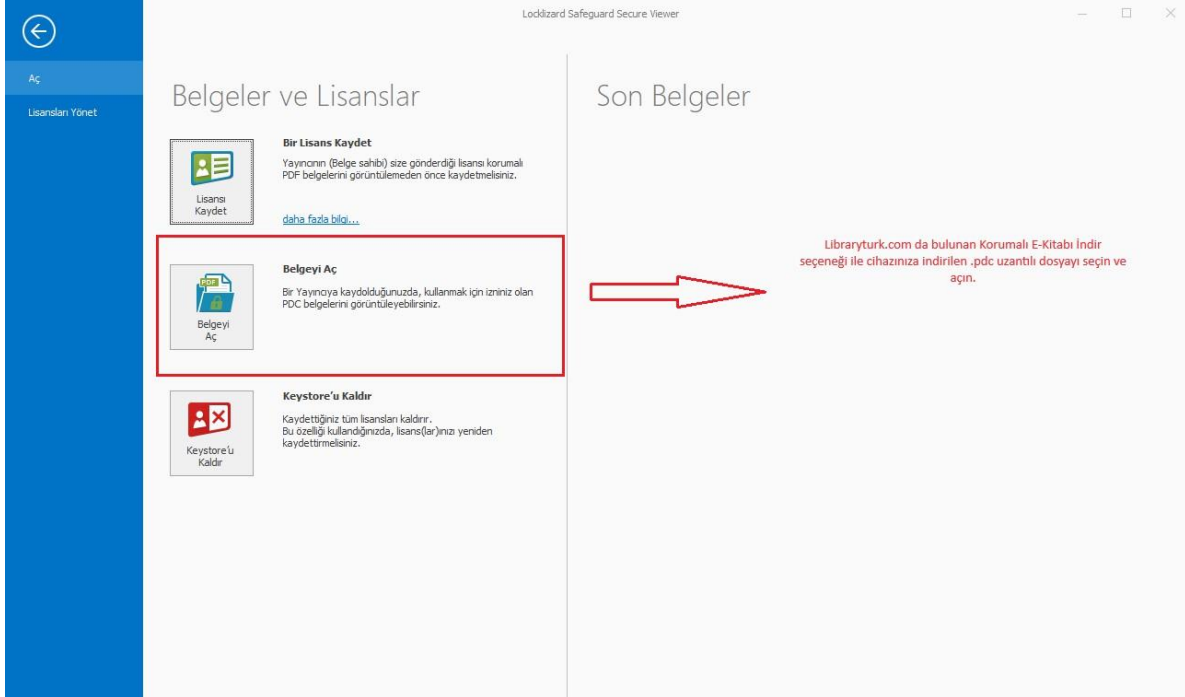 Locklizard Safeguard Secure Viewer
Aç
Lisansları Yönet
Belgeler ve Lisanslar
Lisansı
Kaydet
Bir Lisans Kaydet
Yayıncının (Belge sahibi) size gönderdiği lisansı korumalı
PDF belgelerini görüntülemeden önce kaydetmelisiniz.
daha fazla bilgi...
PDF
Belgeyi
Aç
Belgeyi Aç
Bir Yayıncıya kaydolduğunuzda, kullanmak için izniniz olan
PDC belgelerini görüntüleyebilirsiniz.
Keystore'u
Kaldır
Keystore'u Kaldır
Kaydettiğiniz tüm lisansları kaldırır.
Bu özelliği kullandığınızda, lisans(lar)ınızı yeniden
kaydettirmelisiniz.
Son Belgeler
Libraryturk.com da bulunan Korumalı E-Kitabı İndir
seçeneği ile cihazınıza indirilen .pdc uzantılı dosyayı seçin ve
açın.